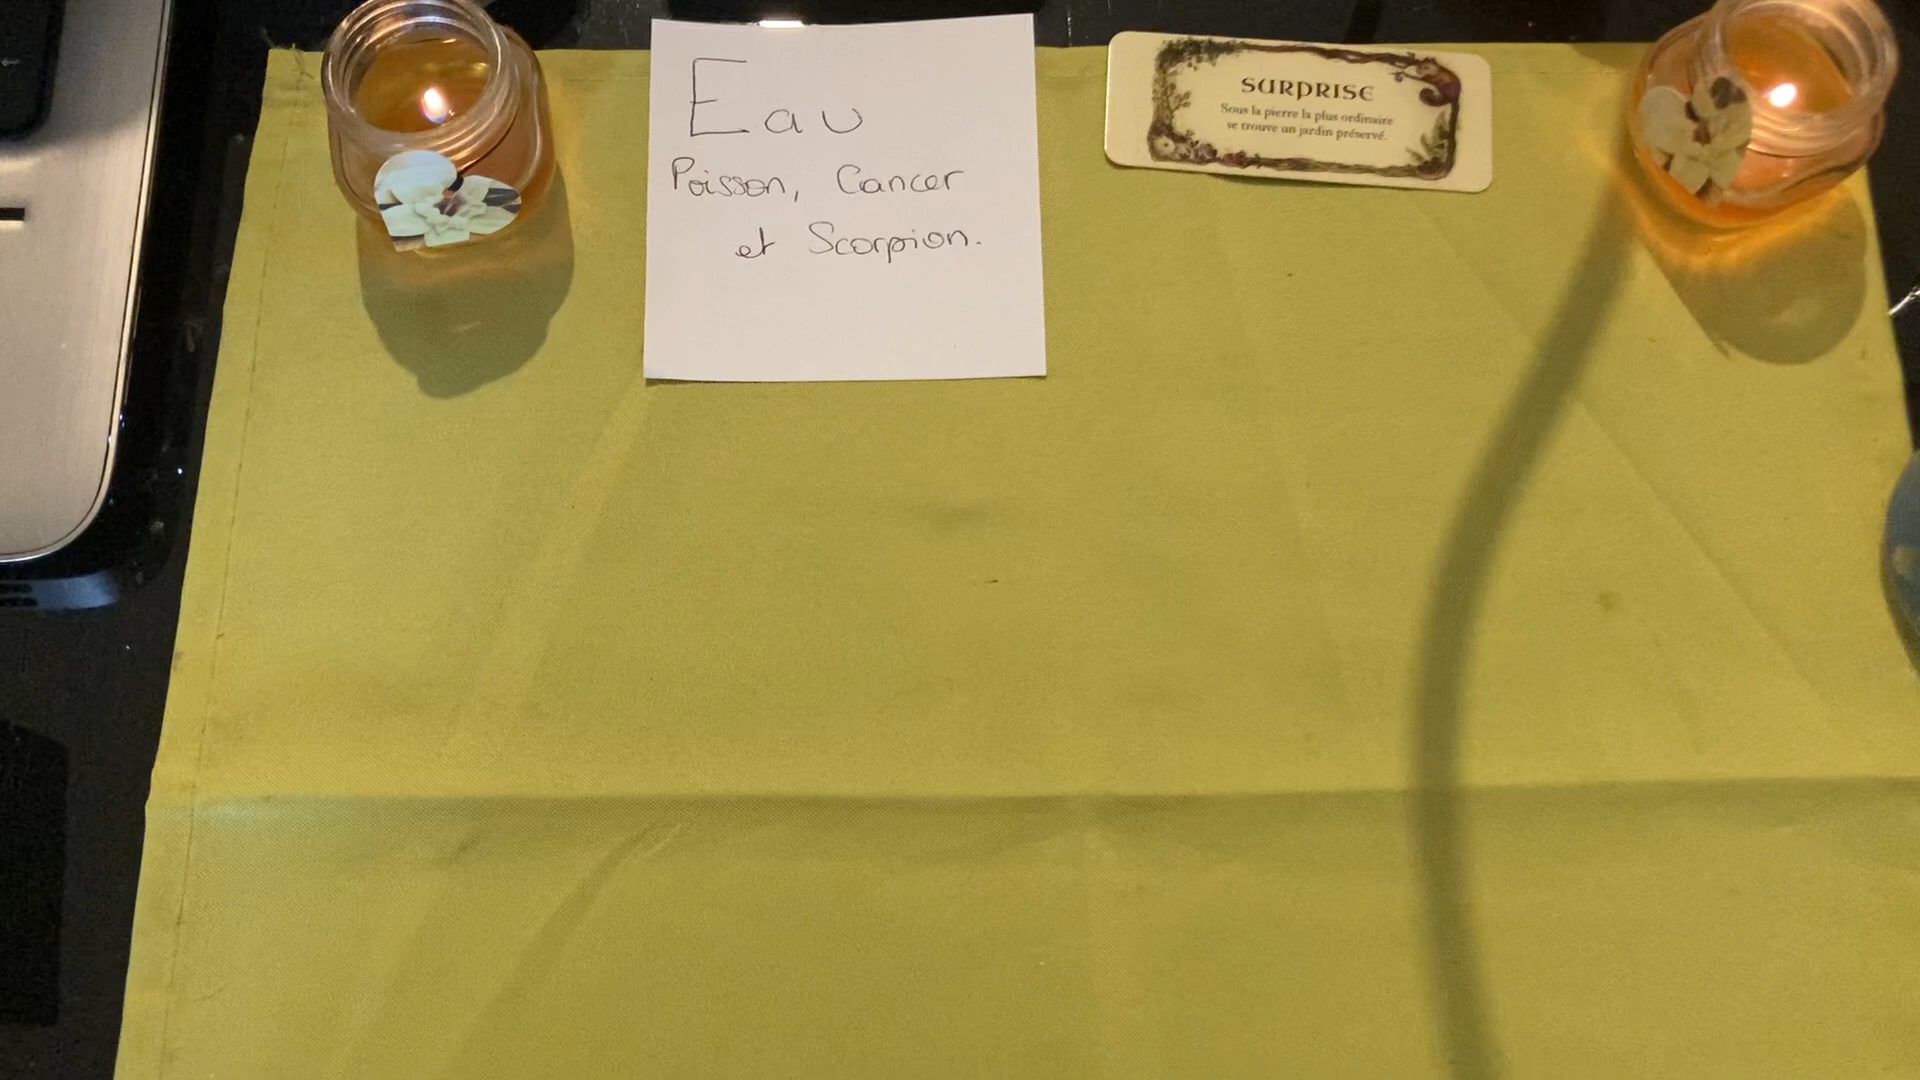 Eau
Poisson, Cancer
et Scorpion.
SURPRISE
Sous la pierre la plus ordinaire
se trouve un jardin préservé.